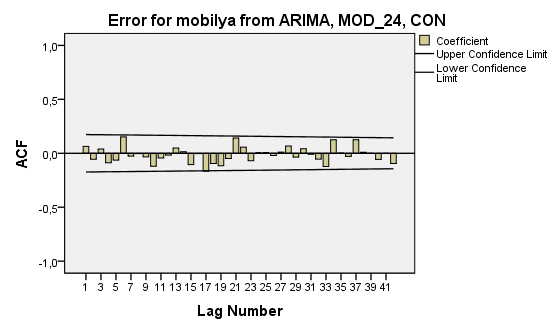 Error for mobilya from ARIMA, MOD_24, CON
Coefficient
Upper Confidence Limit
Lower Confidence
Limit
1,0
0,5
0,0
-0,5
-1,0
ACF
1 3 5 7 9 11 13 15 17 19 21 23 25 27 29 31 33 35 37 39 41
Lag Number